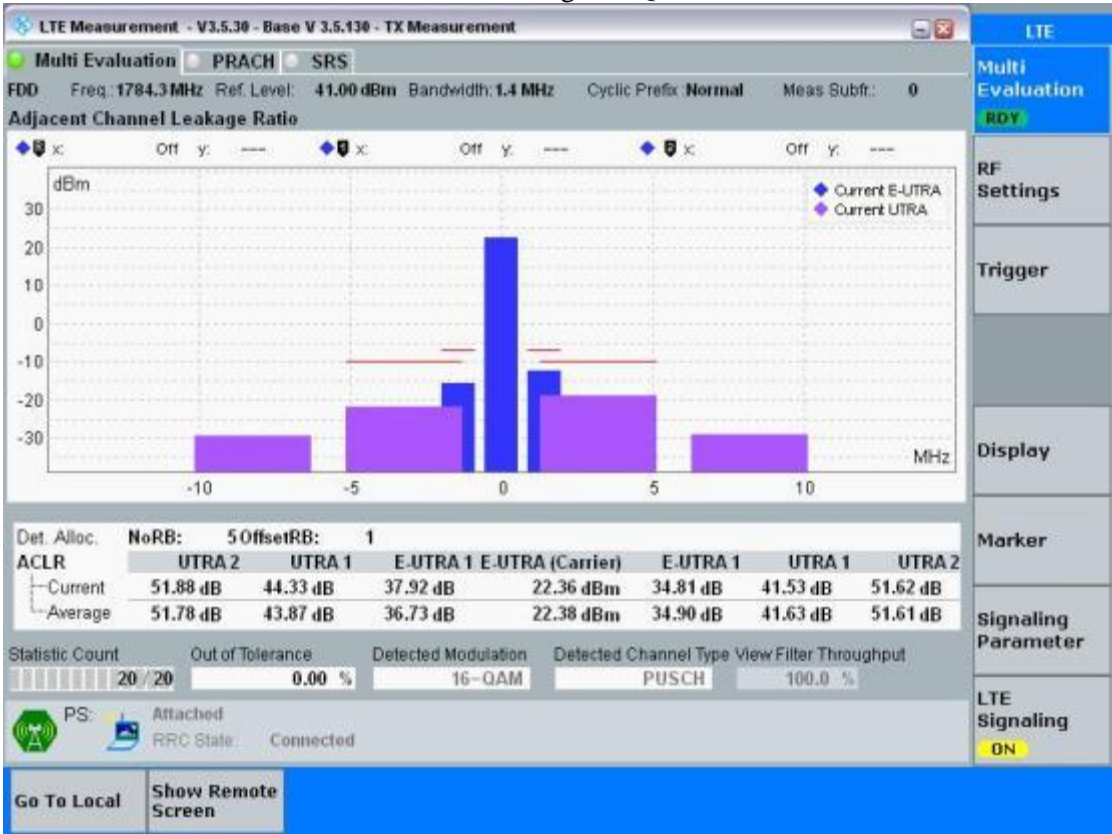 LTE Measurement - V3.5.30 - Base V 3.5.130 - TX Measurement
LTE
Multi Evaluation PRACH SRS
FDD Freq.: 1784.3 MHz Ref. Level: 41.00 dBm Bandwidth: 1.4 MHz Cyclic Prefix: Normal Meas Subfr.: 0
Multi
Evaluation
RDY
Adjacent Channel Leakage Ratio
x: Off y: --- x: Off y: --- x: Off y: ---
dBm
Current E-UTRA
Current UTRA
30
20
10
0
-10
-20
-30
MHz
-10 -5 0 5 10
RF
Settings
Trigger
Display
Marker
Signaling
Parameter
LTE
Signaling
ON
Det. Alloc. NoRB: 5 OffsetRB: 1
ACLR UTRA 2 UTRA 1 E-UTRA 1 E-UTRA (Carrier) E-UTRA 1 UTRA 1 UTRA 2
Current 51.88 dB 44.33 dB 37.92 dB 22.36 dBm 34.81 dB 41.53 dB 51.62 dB
Average 51.78 dB 43.87 dB 36.73 dB 22.38 dBm 34.90 dB 41.63 dB 51.61 dB
Statistic Count Out of Tolerance Detected Modulation Detected Channel Type View Filter Throughput
20 / 20 0.00 % 16-QAM PUSCH 100.0 %
PS: Attached
RRC State: Connected
Go To Local
Show Remote
Screen